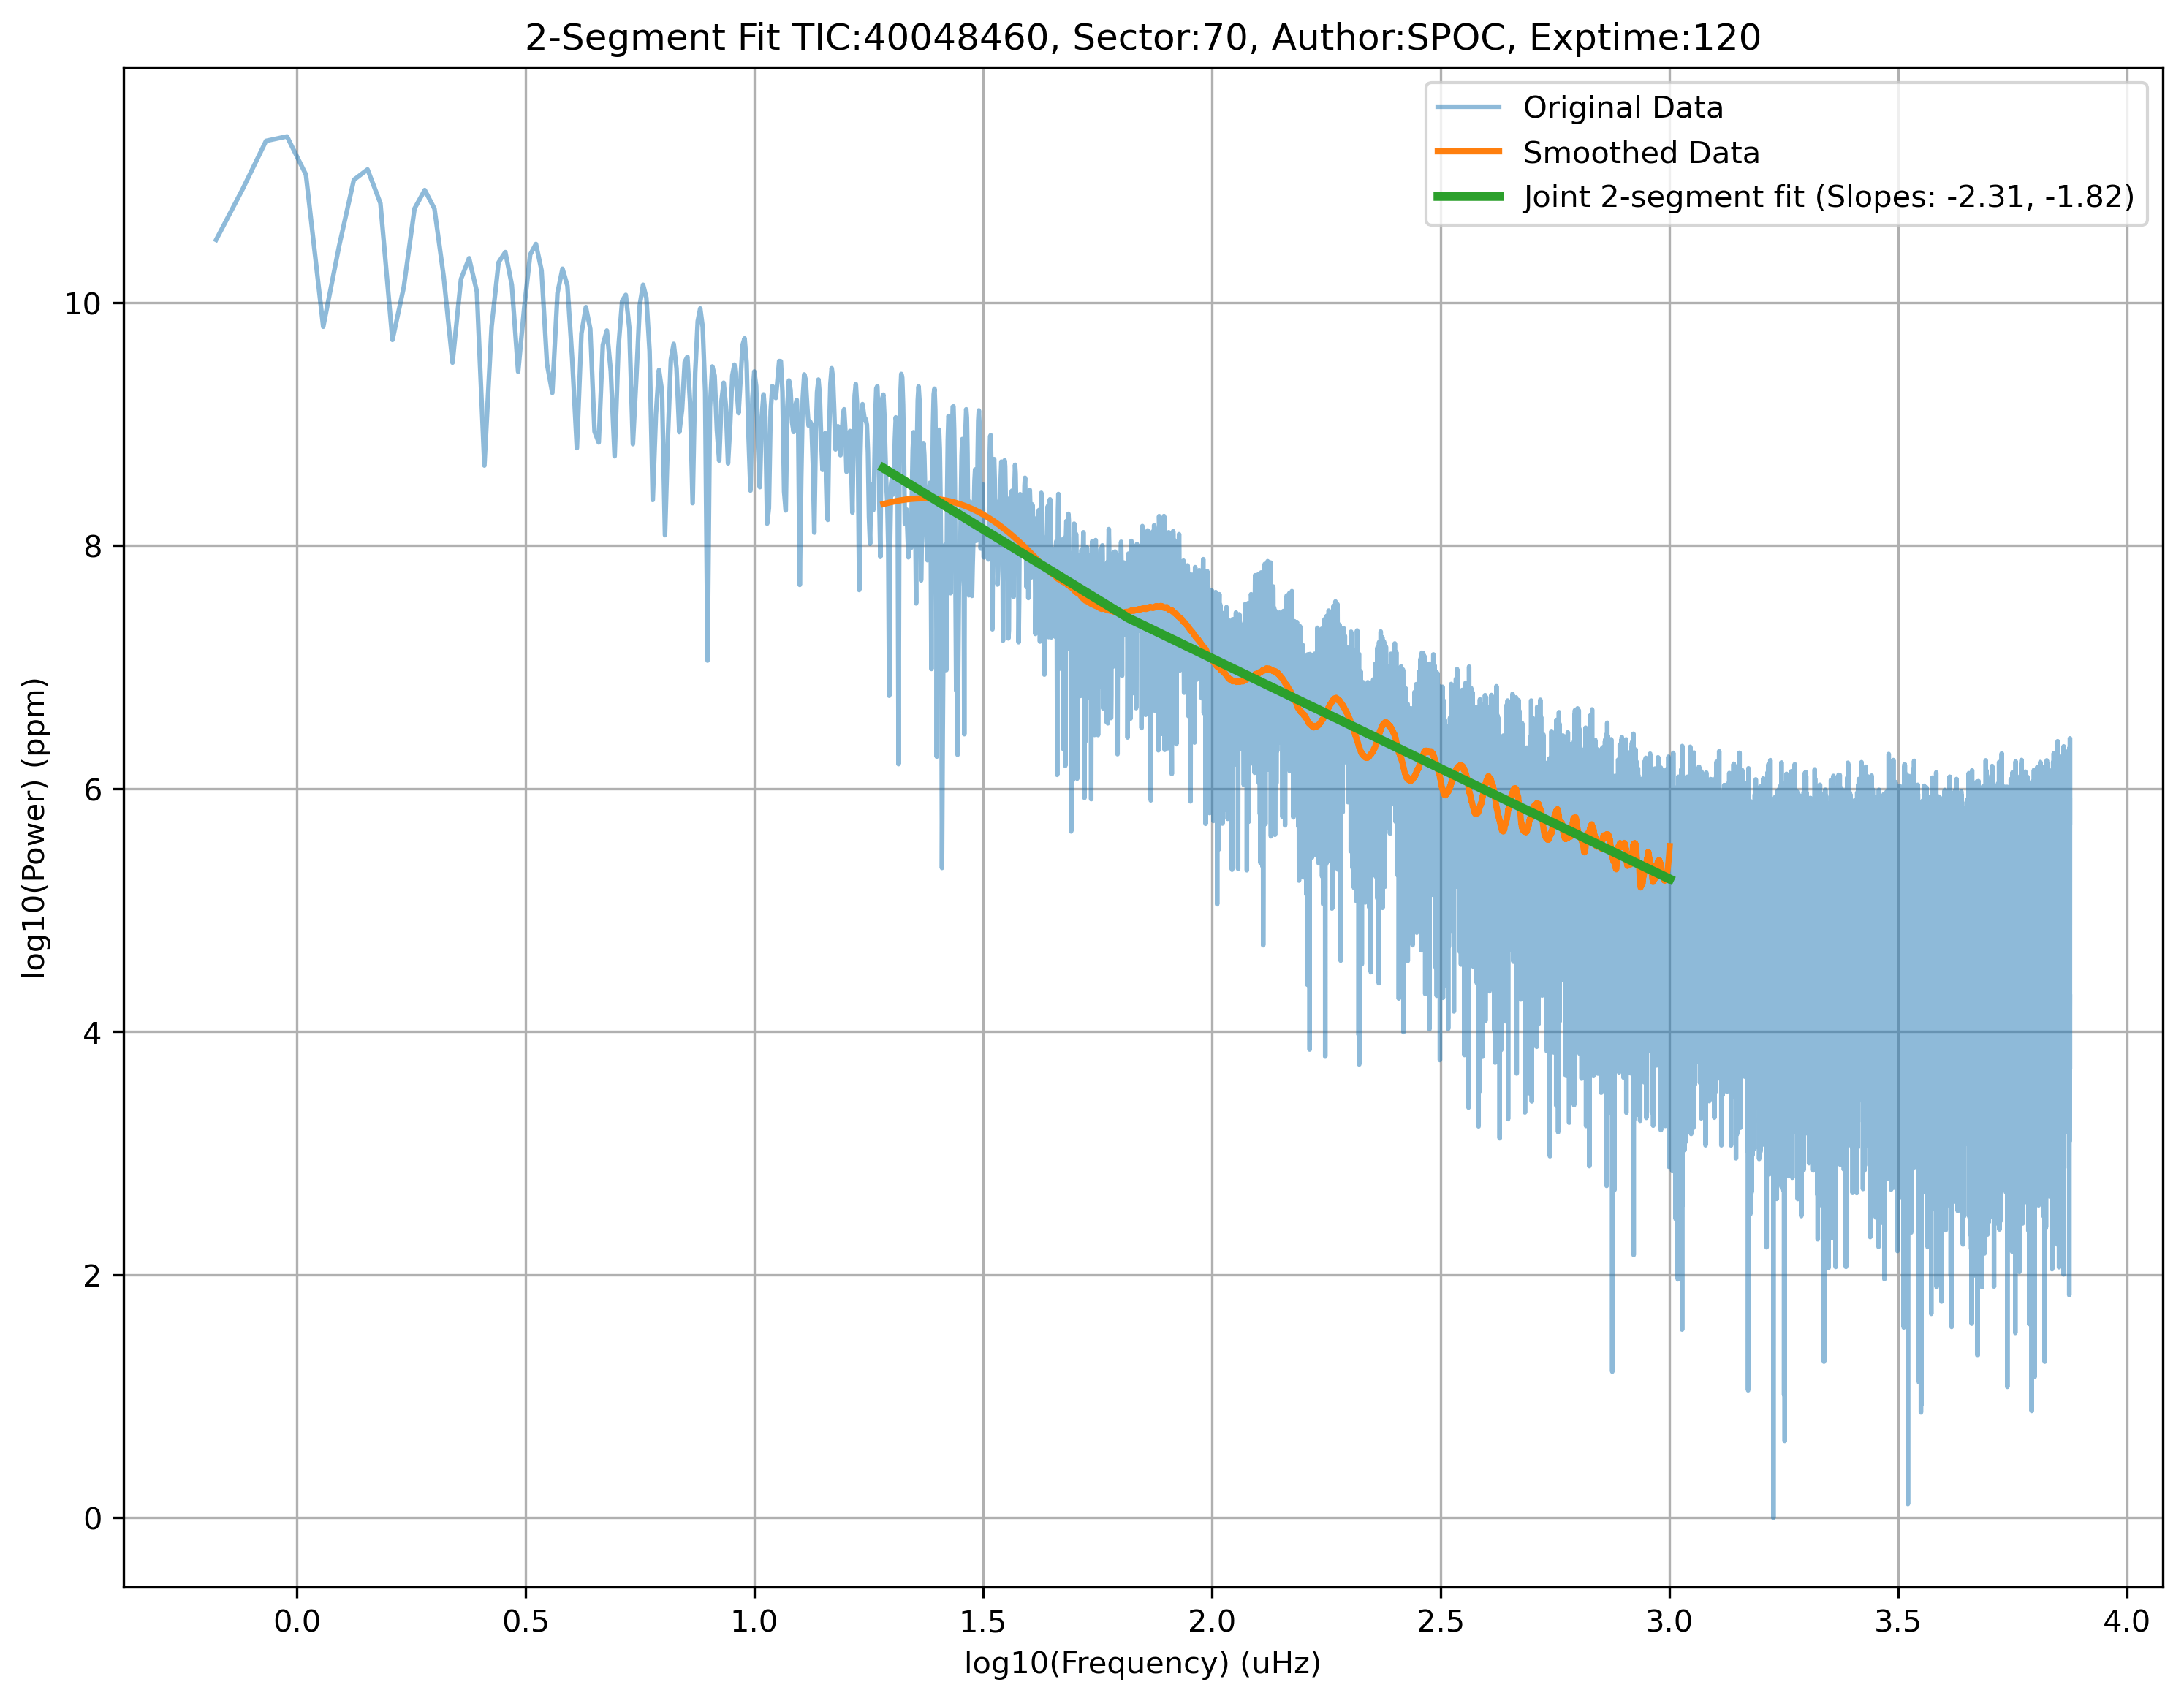 2-Segment Fit TIC:40048460, Sector:70, Author:SPOC, Exptime:120
Original Data
Smoothed Data
Joint 2-segment fit (Slopes: -2.31, -1.82)
log10(Power) (ppm)
10
8
6
4
2
0
0.0 0.5 1.0 1.5 2.0 2.5 3.0 3.5 4.0
log10(Frequency) (uHz)